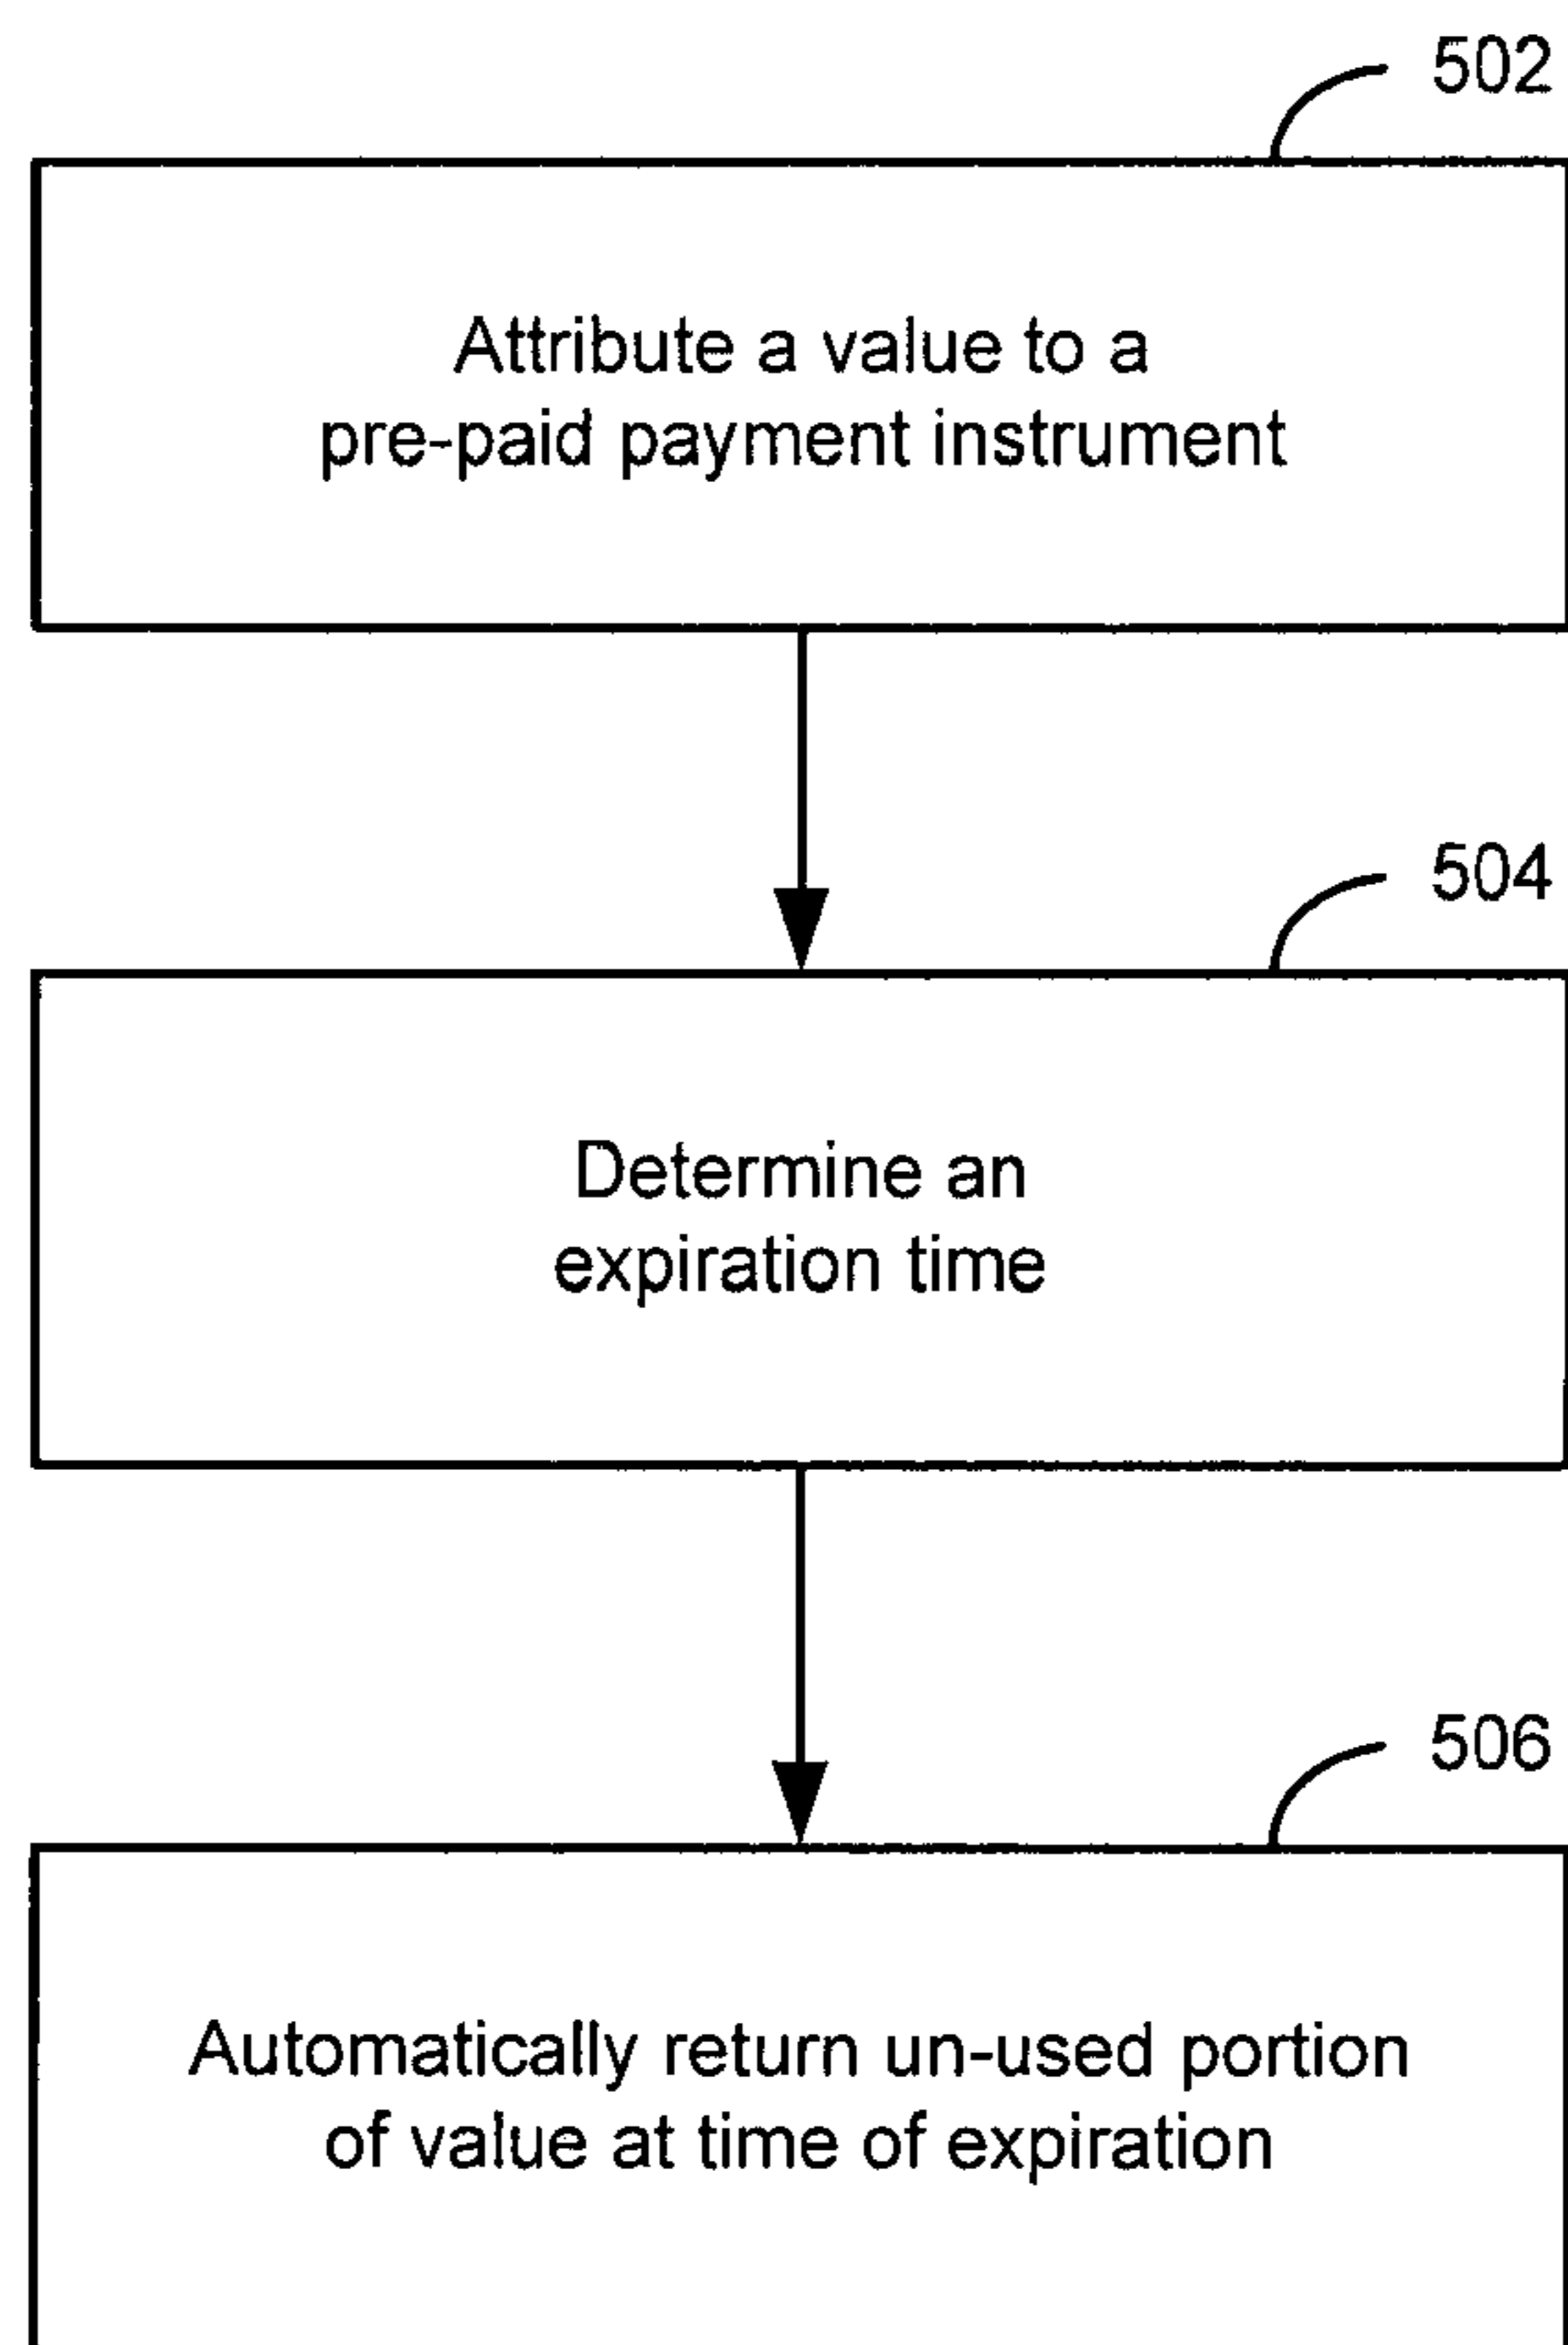 502
Attribute a value to a
pre-paid payment instrument
504
Determine an
expiration time
506
Automatically return un-used portion
of value at time of expiration